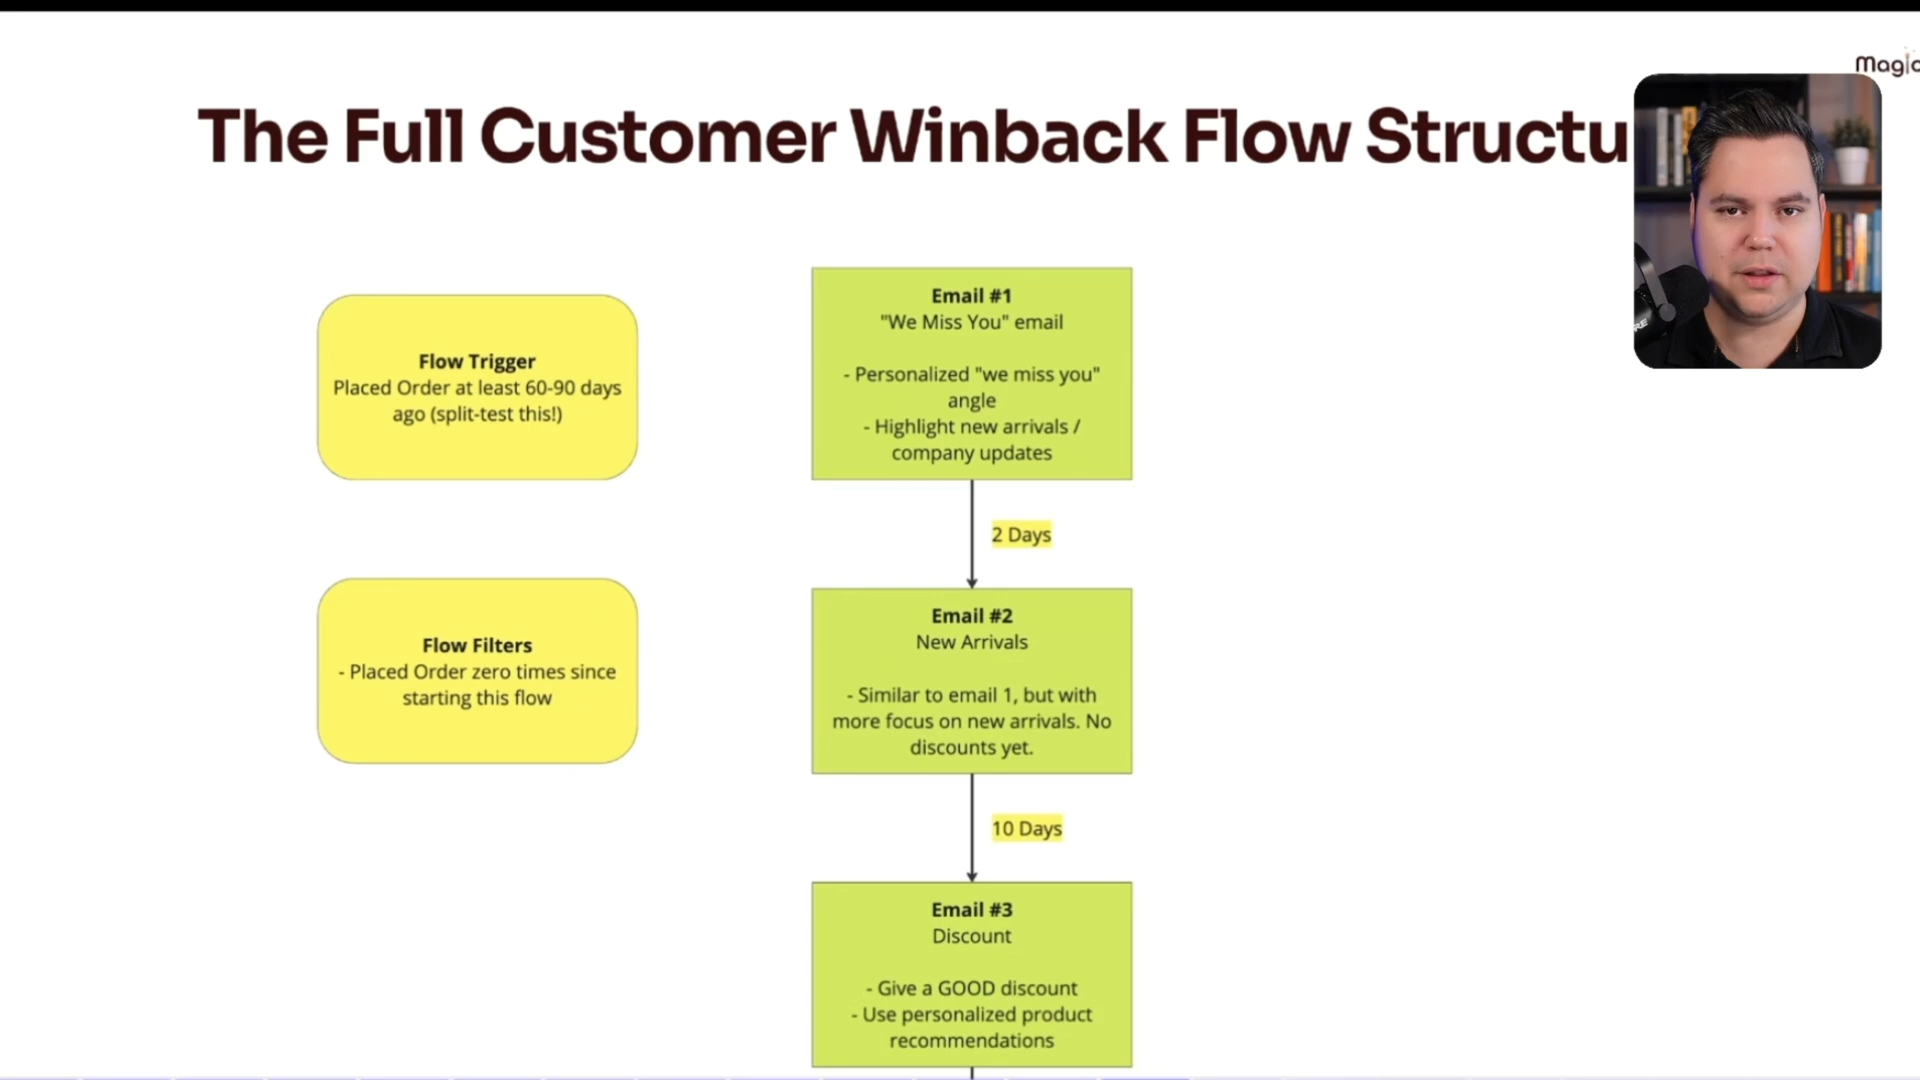 Magic
The Full Customer Winback Flow Structu
Flow Trigger
Placed Order at least 60-90 days
ago (split-test this!)
Flow Filters
- Placed Order zero times since
starting this flow
Email #1
"We Miss You" email
- Personalized "we miss you"
angle
- Highlight new arrivals /
company updates
2 Days
Email #2
New Arrivals
- Similar to email 1, but with
more focus on new arrivals. No
discounts yet.
10 Days
Email #3
Discount
- Give a GOOD discount
- Use personalized product
recommendations